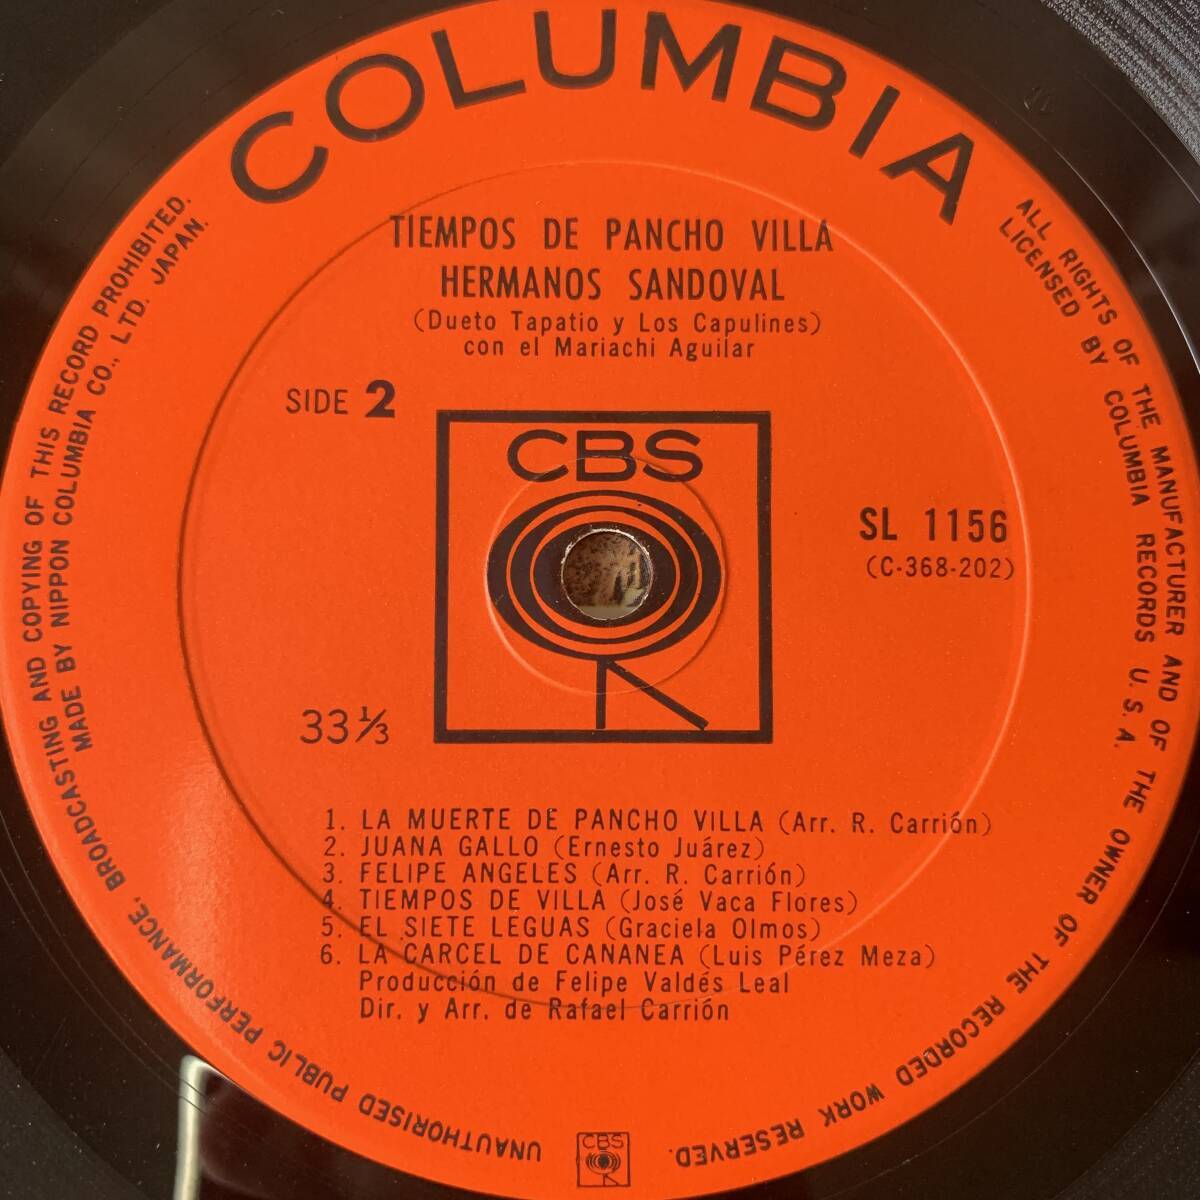 COLUMBIA
TIEMPOS DE PANCHO VILLA
HERMANOS SANDOVAL
(Dueto Tapatio y Los Capulines)
con el Mariachi Aguilar
SIDE 2
CBS
SL 1156
(C-368-202)
33 1/3
1. LA MUERTE DE PANCHO VILLA (Arr. R. Carrión)
2. JUANA GALLO (Ernesto Juárez)
3. FELIPE ANGELES (Arr. R. Carrión)
4. TIEMPOS DE VILLA (José Vaca Flores)
5. EL SIETE LEGUAS (Graciela Olmos)
6. LA CARCEL DE CANANEA (Luis Pérez Meza)
Producción de Felipe Valdés Leal
Dir. y Arr. de Rafael Carrión
UNAUTHORISED PUBLIC PERFORMANCE, BROADCASTING AND COPYING OF THIS RECORD PROHIBITED.
MADE BY NIPPON COLUMBIA CO., LTD. JAPAN.
ALL RIGHTS OF THE MANUFACTURER AND OF THE OWNER OF THE RECORDED WORK RESERVED.
LICENSED BY COLUMBIA RECORDS U.S.A.
CBS